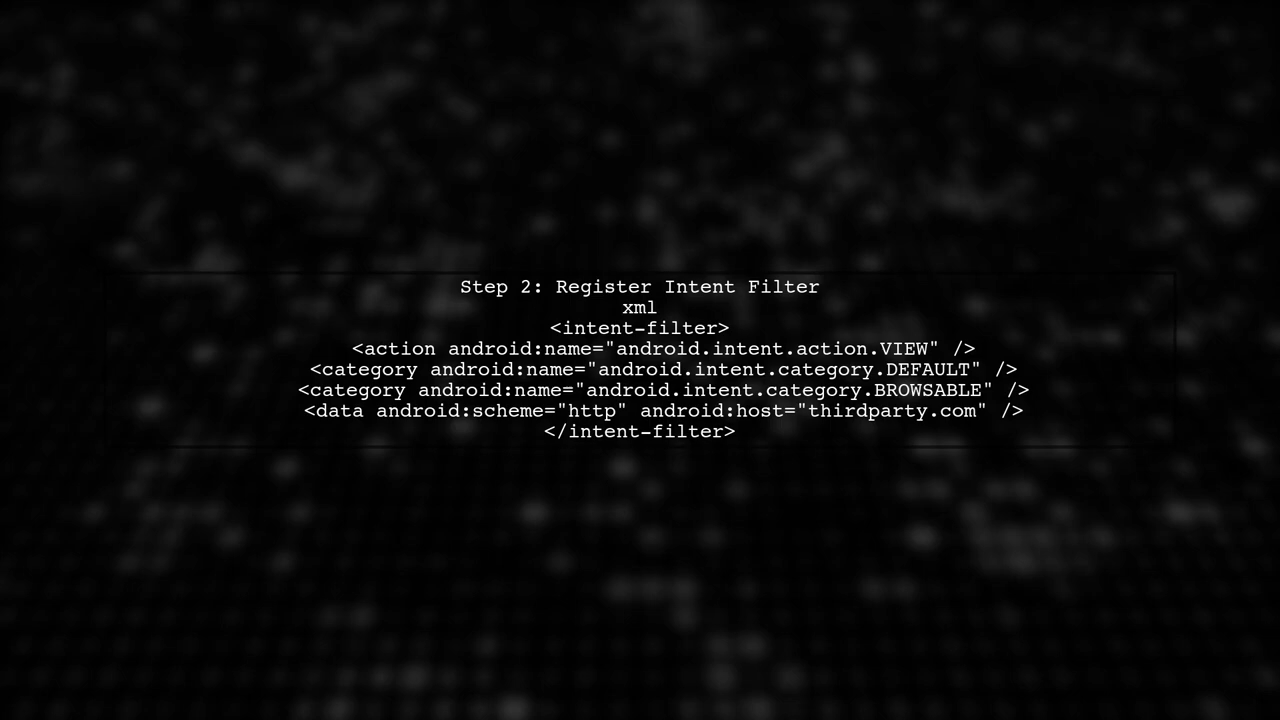 Step 2: Register Intent Filter
xml
<intent-filter>
<action android:name="android.intent.action.VIEW" />
<category android:name="android.intent.category.DEFAULT" />
<category android:name="android.intent.category.BROWSABLE" />
<data android:scheme="http" android:host="thirdparty.com" />
</intent-filter>